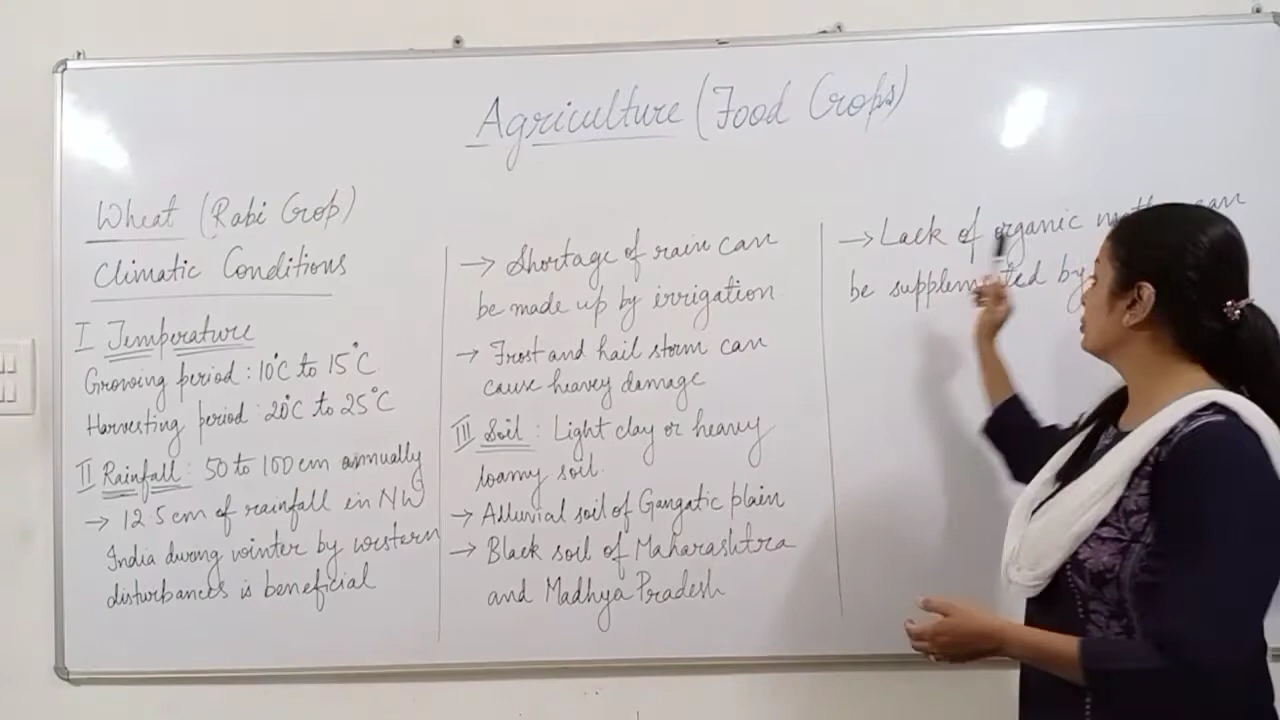 Agriculture (Food Crops)
Wheat (Rabi Crop)
Climatic Conditions
I Temperature
Growing period : 10°C to 15°C
Harvesting period : 20°C to 25°C
II Rainfall : 50 to 100 cm annually
→ 12.5 cm of rainfall in NW
India during winter by western
disturbances is beneficial
→ Shortage of rain can
be made up by irrigation
→ Frost and hail storm can
cause heavy damage
III Soil : Light clay or heavy
loamy soil.
→ Alluvial soil of Gangatic plain
→ Black soil of Maharashtra
and Madhya Pradesh
→ Lack of organic can
be supplemented by